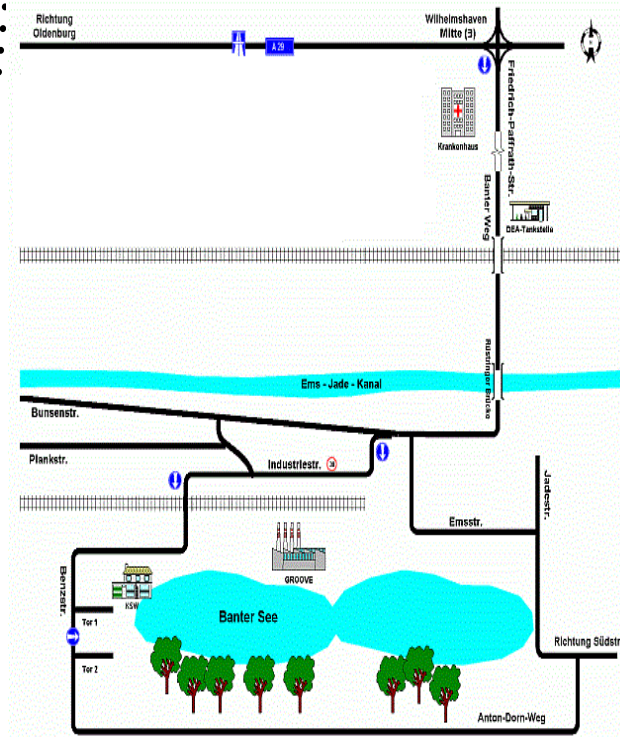 Richtung
Oldenburg
Wilhelmshaven
Mitte (3)
A 29
Friedrich-Paffrath-Str.
Krankenhaus
Banter Weg
DEA-Tankstelle
Rüstringer Brücke
Ems - Jade - Kanal
Bunsenstr.
Plankstr.
Industriestr.
Jadestr.
Emsstr.
GROOVE
Benzstr.
KSW
Tor 1
Banter See
Richtung Südstr
Tor 2
Anton-Dorn-Weg